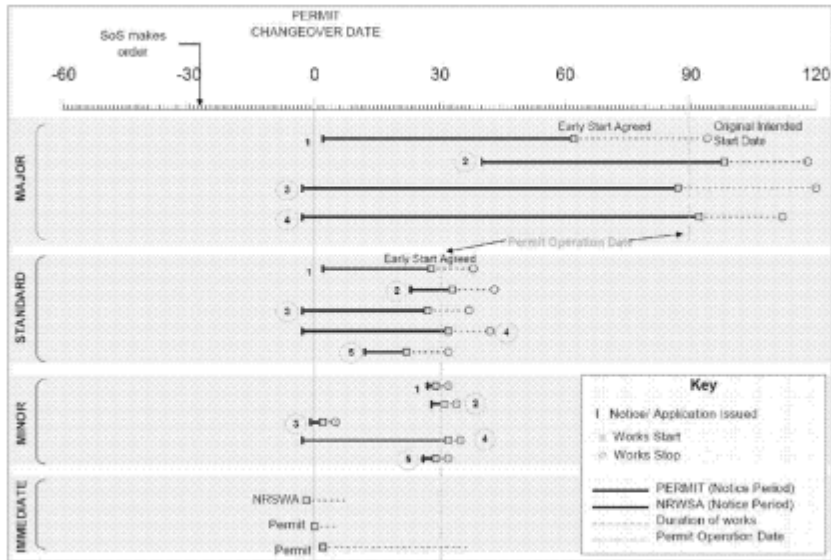 PERMIT
CHANGEOVER DATE
SoS makes
order
-60 -30 0 30 60 90 120
MAJOR
1 Early Start Agreed Original Intended
Start Date
2
3
4
Permit Operation Date
STANDARD
Early Start Agreed
1
2
3
4
5
MINOR
1
2
3
4
5
IMMEDIATE
NRSWA
Permit
Permit
Key
Notice/ Application Issued
Works Start
Works Stop
PERMIT (Notice Period)
NRWSA (Notice Period)
Duration of works
Permit Operation Date